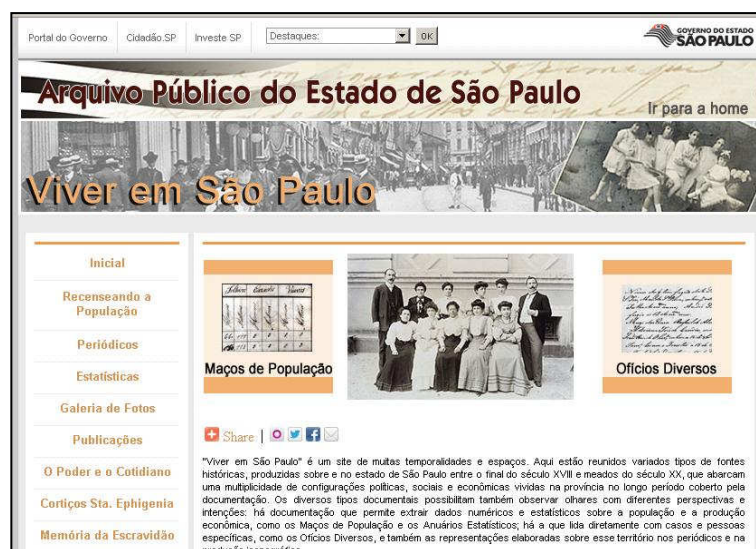 Portal do Governo Cidadão.SP Investe SP Destaques: OK GOVERNO DO ESTADO
SÃO PAULO
Arquivo Público do Estado de São Paulo
Ir para a home
Viver em São Paulo
Inicial
Recenseando a
População
Periódicos
Estatísticas
Galeria de Fotos
Publicações
O Poder e o Cotidiano
Cortiços Sta. Ephigenia
Memória da Escravidão
Maços de População
Ofícios Diversos
Share |
"Viver em São Paulo" é um site de muitas temporalidades e espaços. Aqui estão reunidos variados tipos de fontes
históricas, produzidas sobre e no estado de São Paulo entre o final do século XVIII e meados do século XX, que abarcam
uma multiplicidade de configurações políticas, sociais e econômicas vividas na província no longo período coberto pela
documentação. Os diversos tipos documentais possibilitam também observar olhares com diferentes perspectivas e
intenções: há documentação que permite extrair dados numéricos e estatísticos sobre a população e a produção
econômica, como os Maços de População e os Anuários Estatísticos; há a que lida diretamente com casos e pessoas
específicas, como os Ofícios Diversos, e também as representações elaboradas sobre esse território nos periódicos e na